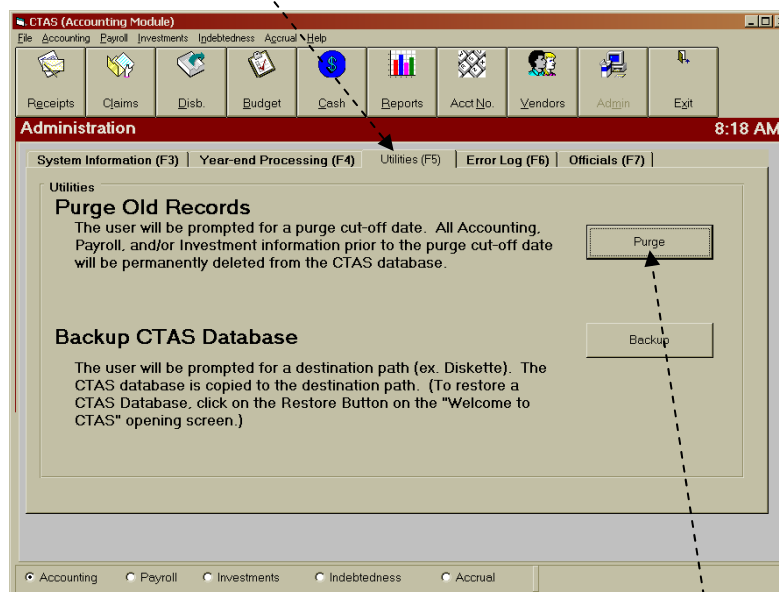 CTAS (Accounting Module)
File Accounting Payroll Investments Indebtedness Accrual Help
Receipts Claims Disb. Budget Cash Reports Acct No. Vendors Admin Exit
Administration 8:18 AM
System Information (F3) Year-end Processing (F4) Utilities (F5) Error Log (F6) Officials (F7)
Utilities
Purge Old Records
The user will be prompted for a purge cut-off date. All Accounting,
Payroll, and/or Investment information prior to the purge cut-off date
will be permanently deleted from the CTAS database.
Purge
Backup CTAS Database
Backup
The user will be prompted for a destination path (ex. Diskette). The
CTAS database is copied to the destination path. (To restore a
CTAS Database, click on the Restore Button on the "Welcome to
CTAS" opening screen.)
Accounting Payroll Investments Indebtedness Accrual